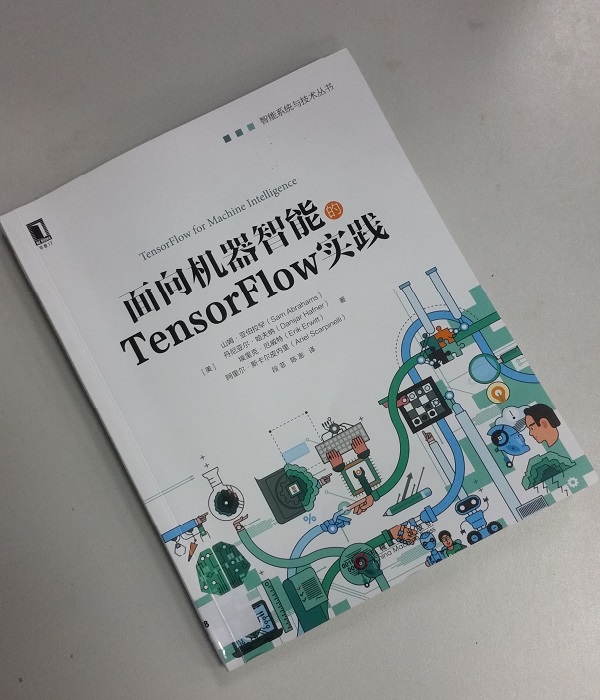 智能系统与技术丛书
TensorFlow for Machine Intelligence
面向机器智能的
TensorFlow实践
[美]
山姆·亚伯拉罕（Sam Abrahams）
丹尼亚尔·哈夫纳（Danijar Hafner）
埃里克·厄威特（Erik Erwitt）
阿里尔·斯卡尔皮内里（Ariel Scarpinelli）
著
段菲 陈澎 译